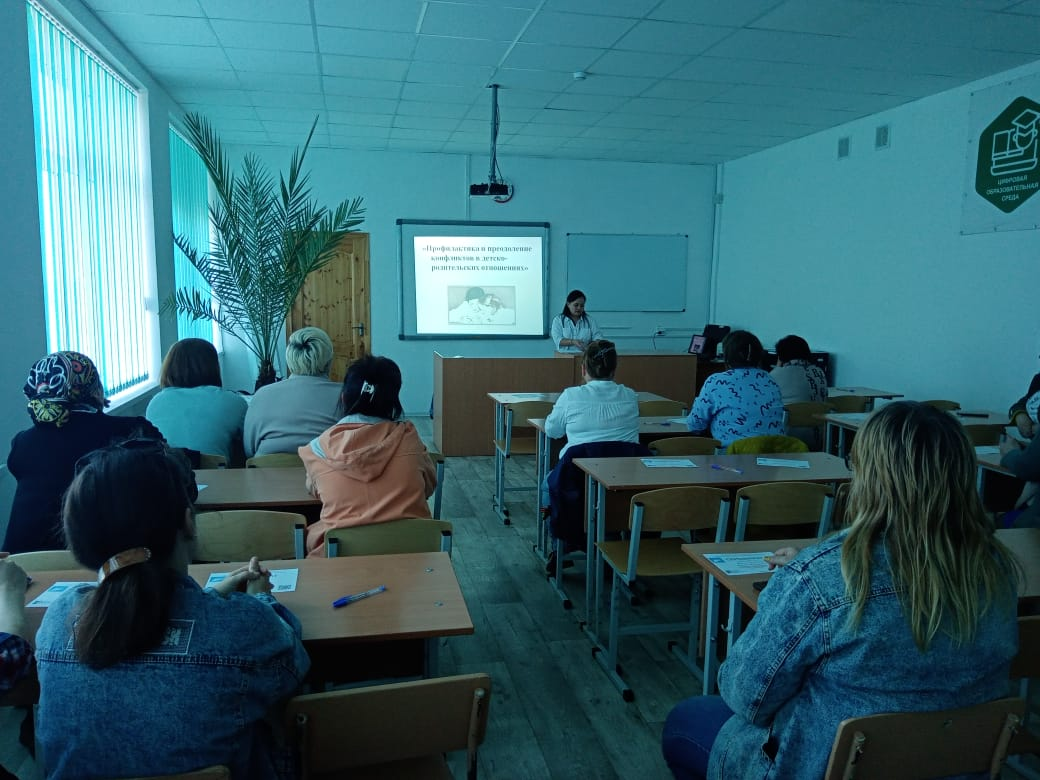 «Профилактика и преодоление
конфликтов в детско-
родительских отношениях»
ЦИФРОВАЯ
ОБРАЗОВАТЕЛЬНАЯ
СРЕДА